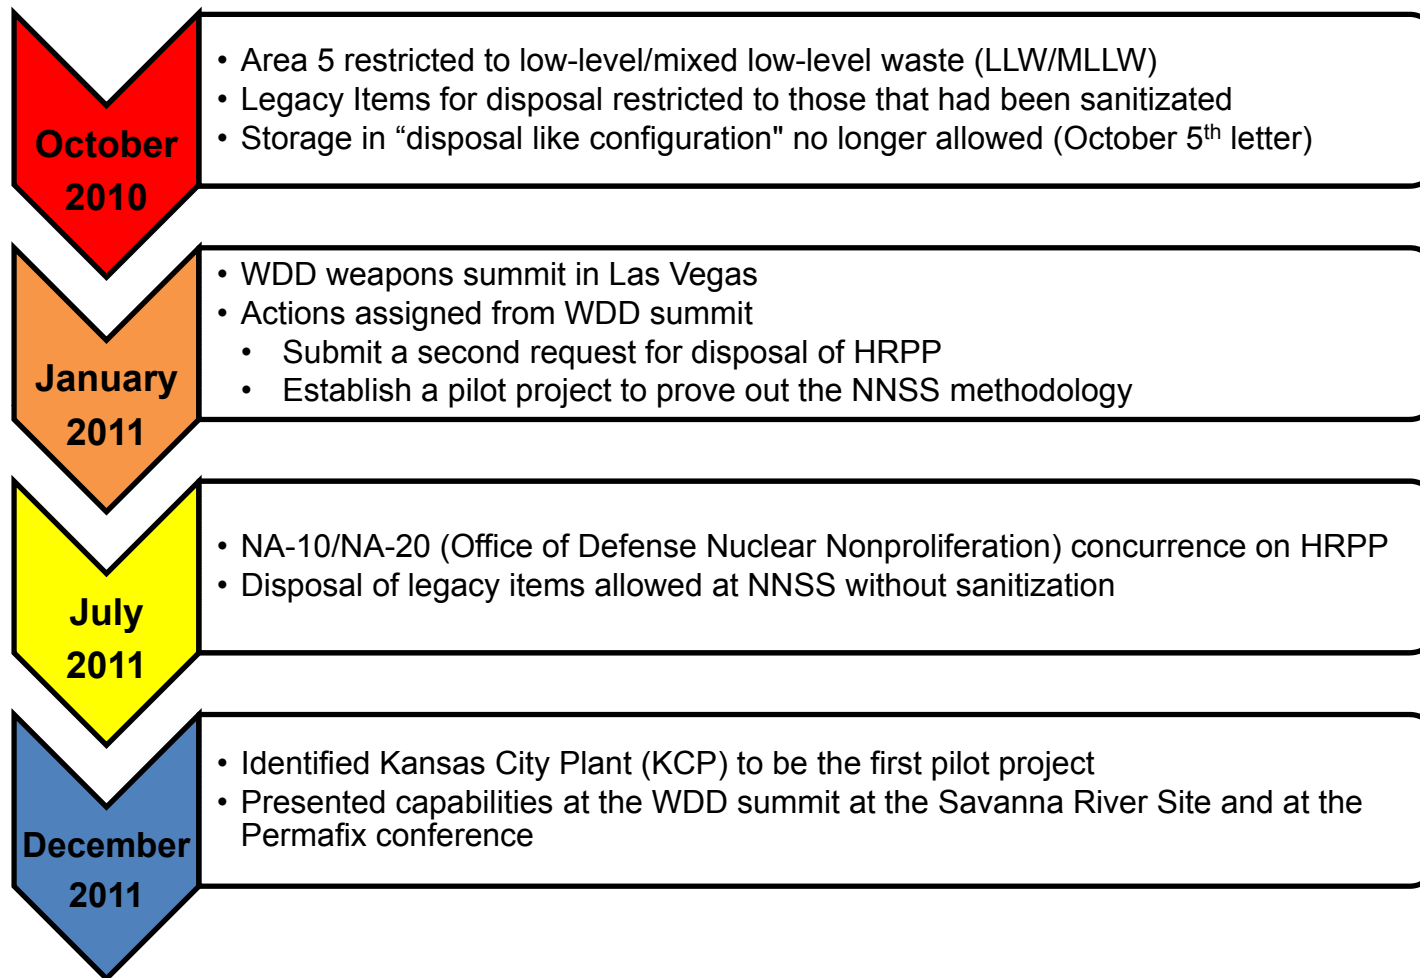 October
2010
• Area 5 restricted to low-level/mixed low-level waste (LLW/MLLW)
• Legacy Items for disposal restricted to those that had been sanitizated
• Storage in “disposal like configuration" no longer allowed (October 5th letter)
January
2011
• WDD weapons summit in Las Vegas
• Actions assigned from WDD summit
• Submit a second request for disposal of HRPP
• Establish a pilot project to prove out the NNSS methodology
July
2011
• NA-10/NA-20 (Office of Defense Nuclear Nonproliferation) concurrence on HRPP
• Disposal of legacy items allowed at NNSS without sanitization
December
2011
• Identified Kansas City Plant (KCP) to be the first pilot project
• Presented capabilities at the WDD summit at the Savanna River Site and at the
Permafix conference